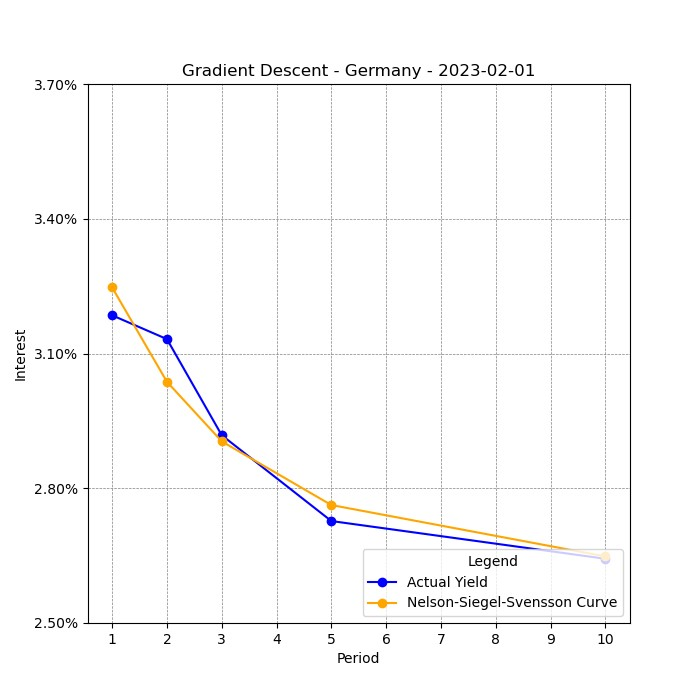 Gradient Descent - Germany - 2023-02-01
3.70%
3.40%
3.10%
2.80%
2.50%
Interest
1 2 3 4 5 6 7 8 9 10
Period
Legend
Actual Yield
Nelson-Siegel-Svensson Curve